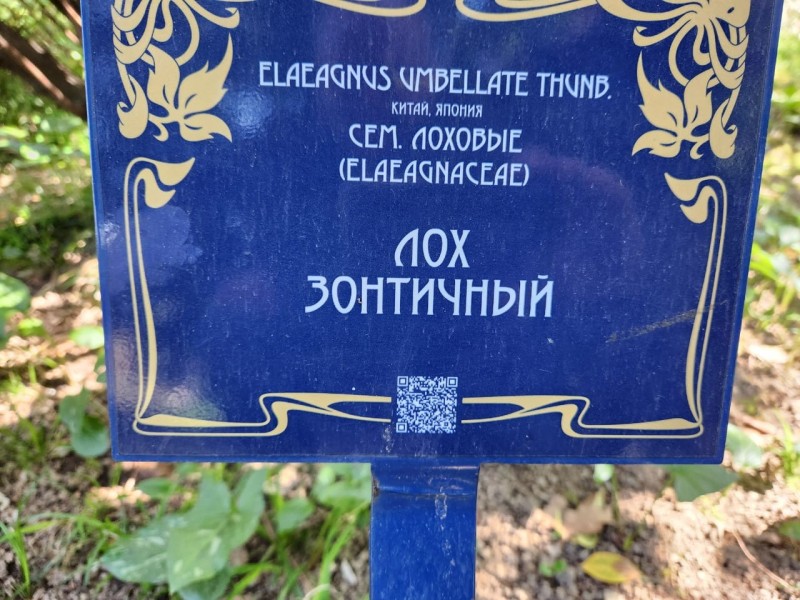 ELAEAGNUS UMBELLATE THUNB.
КИТАЙ, ЯПОНИЯ
СЕМ. ЛОХОВЫЕ
(ELAEAGNACEAE)
ЛОХ
ЗОНТИЧНЫЙ